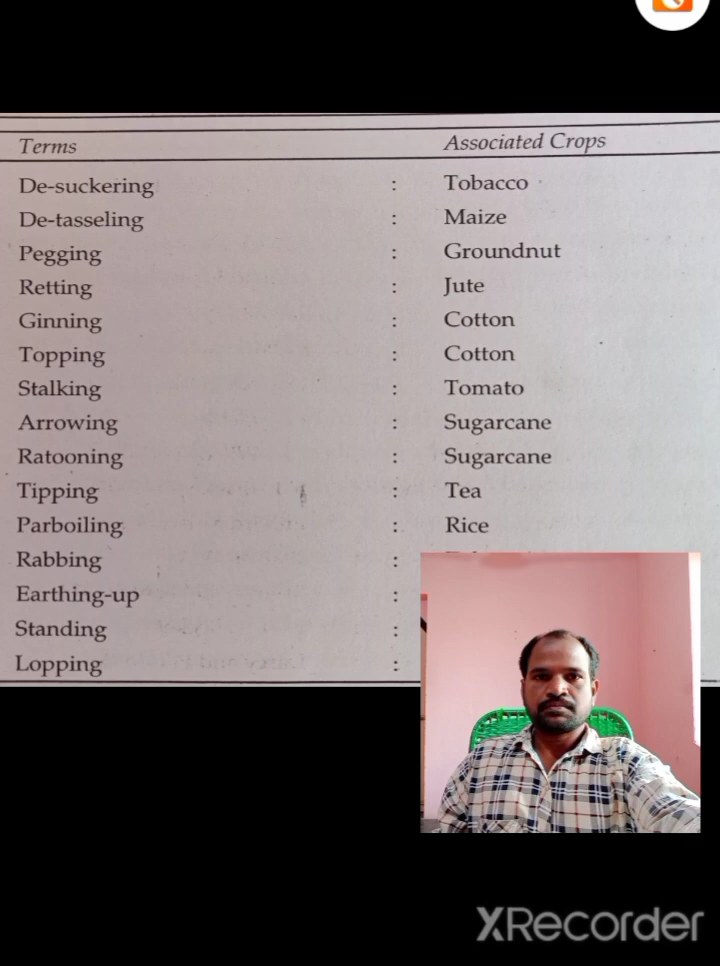 Terms Associated Crops
De-suckering : Tobacco
De-tasseling : Maize
Pegging : Groundnut
Retting : Jute
Ginning : Cotton
Topping : Cotton
Stalking : Tomato
Arrowing : Sugarcane
Ratooning : Sugarcane
Tipping : Tea
Parboiling : Rice
Rabbing :
Earthing-up :
Standing :
Lopping :
XRecorder